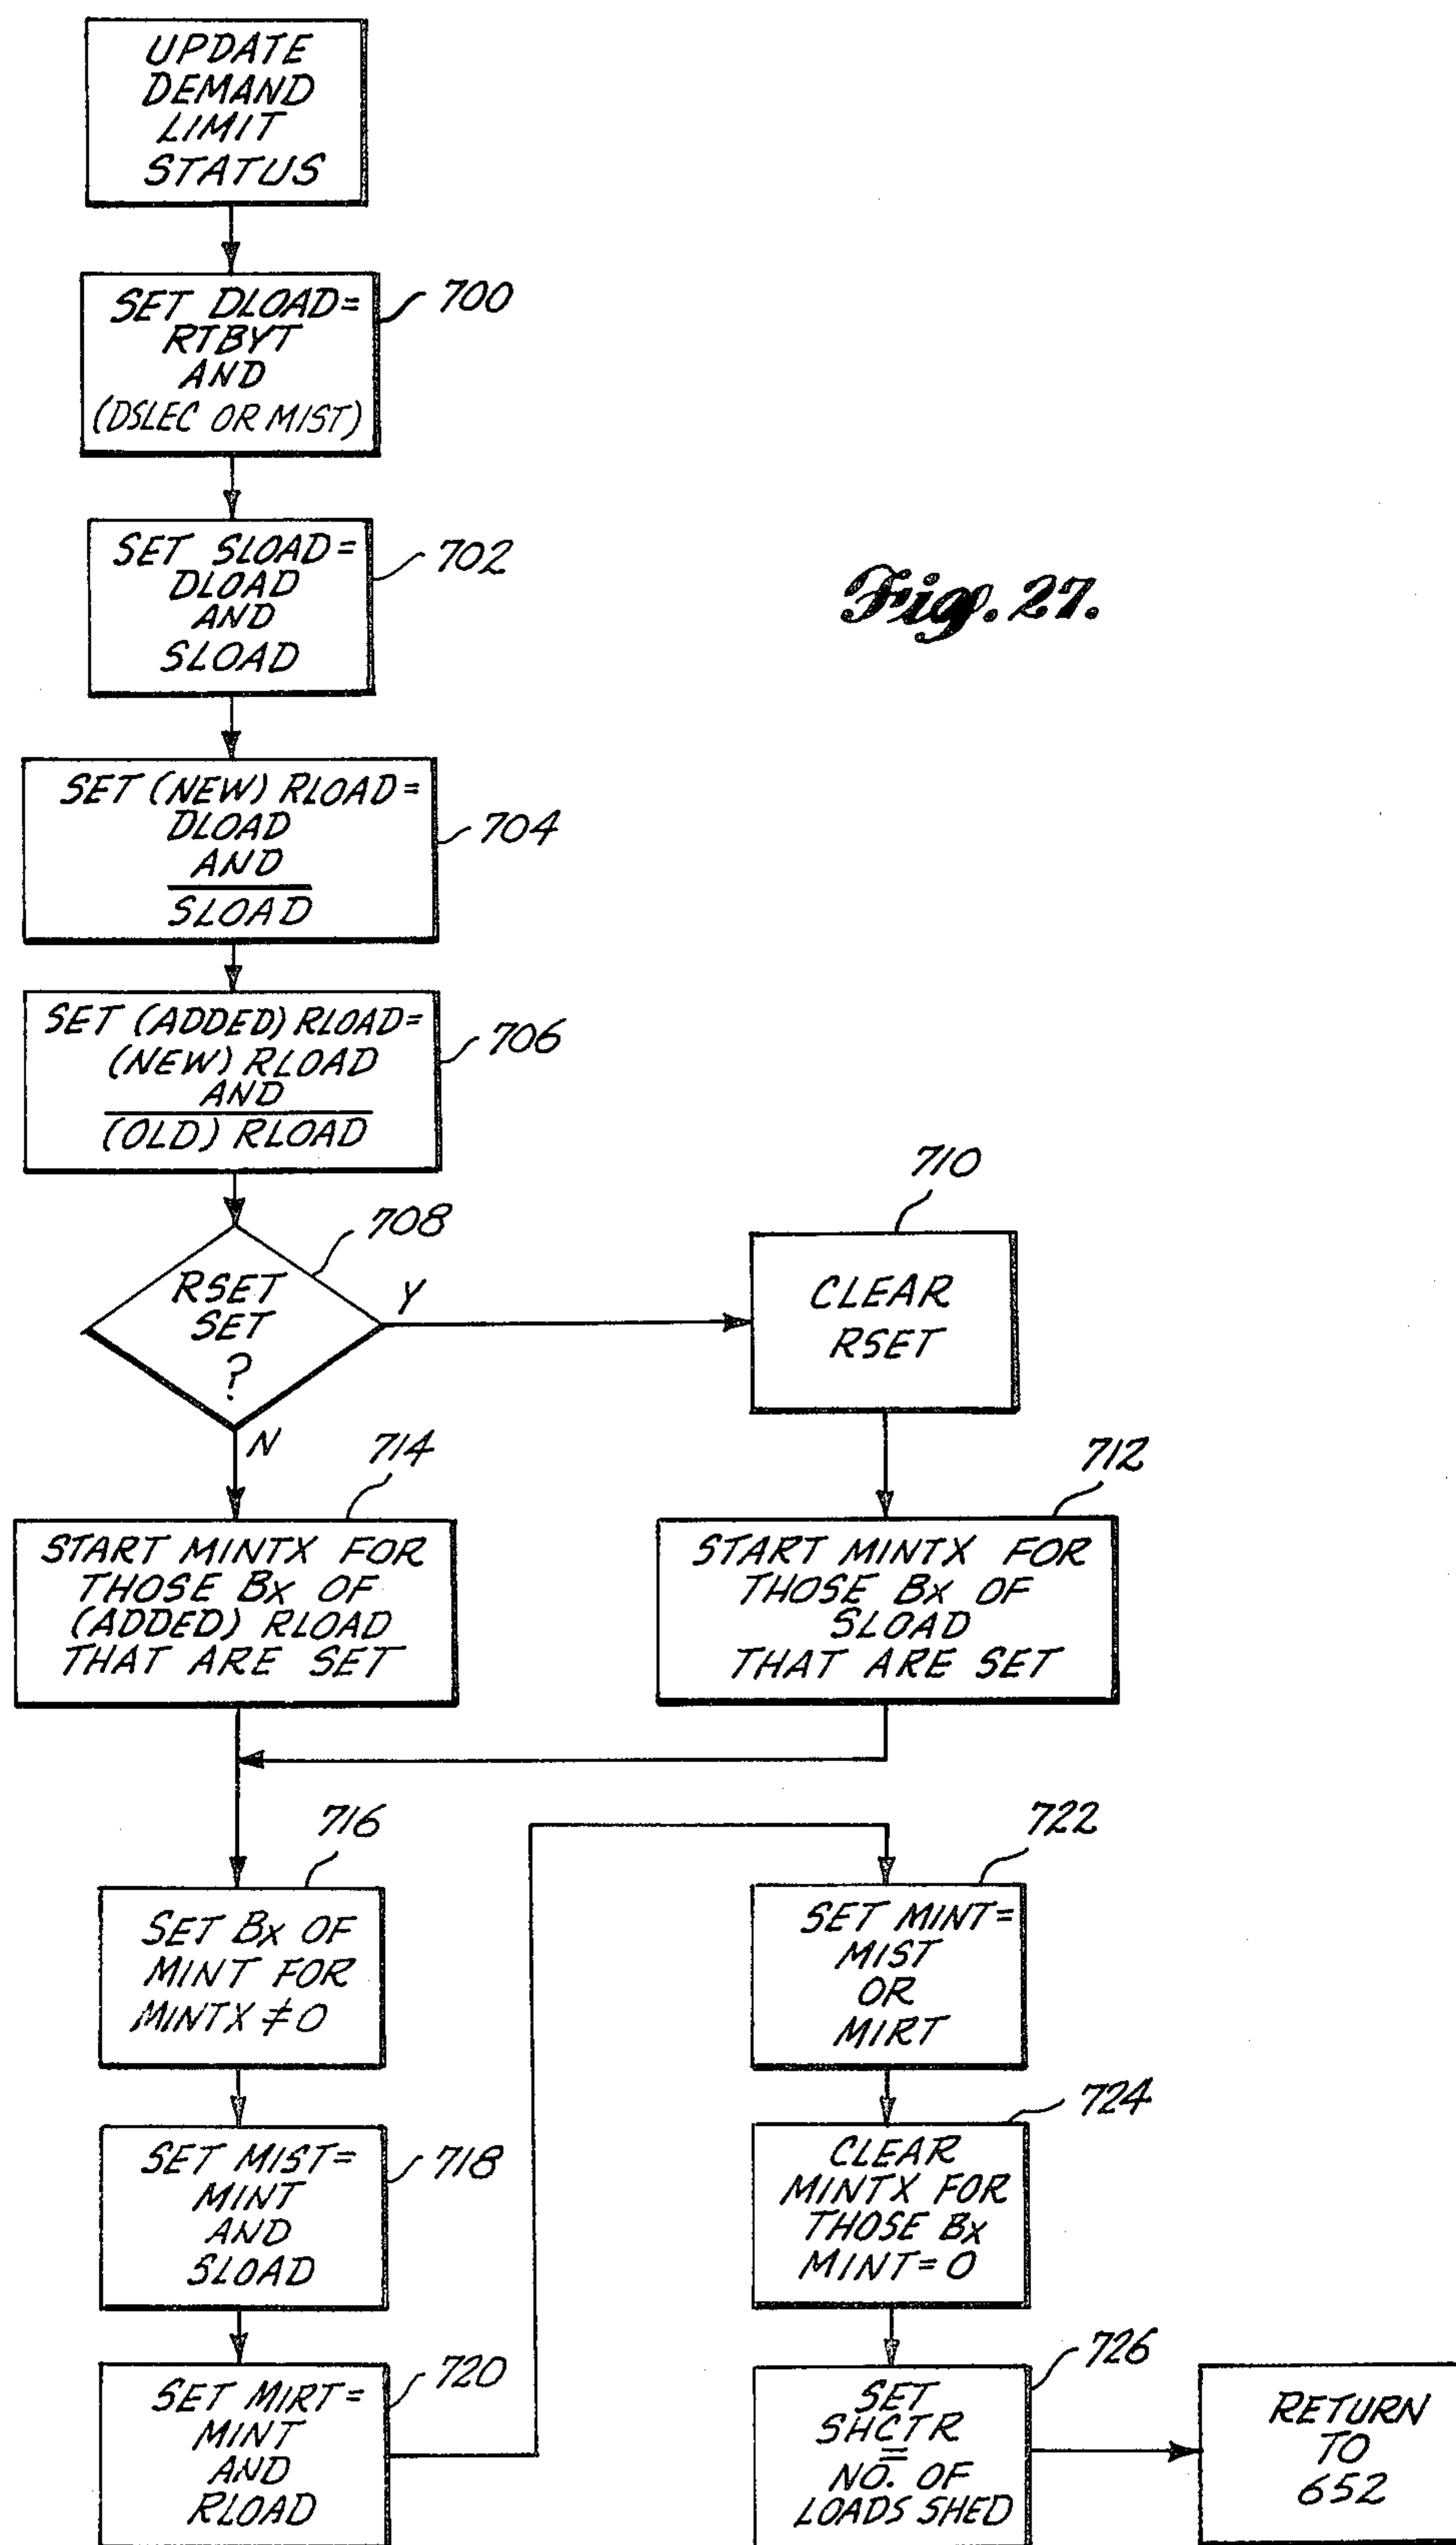 UPDATE
DEMAND
LIMIT
STATUS
SET DLOAD=
RTBYT
AND
(DSLEC OR MIST)
700
SET SLOAD=
DLOAD
AND
SLOAD
702
Fig. 27.
SET (NEW) RLOAD=
DLOAD
AND
SLOAD
704
SET (ADDED) RLOAD=
(NEW) RLOAD
AND
(OLD) RLOAD
706
708
RSET
SET
?
Y
N
710
CLEAR
RSET
714
START MINTX FOR
THOSE BX OF
(ADDED) RLOAD
THAT ARE SET
712
START MINTX FOR
THOSE BX OF
SLOAD
THAT ARE SET
716
SET BX OF
MINT FOR
MINTX ≠ 0
SET MIST=
MINT
AND
SLOAD
718
SET MIRT=
MINT
AND
RLOAD
720
722
SET MINT=
MIST
OR
MIRT
724
CLEAR
MINTX FOR
THOSE BX
MINT=0
726
SET
SHCTR
=
NO. OF
LOADS SHED
RETURN
TO
652